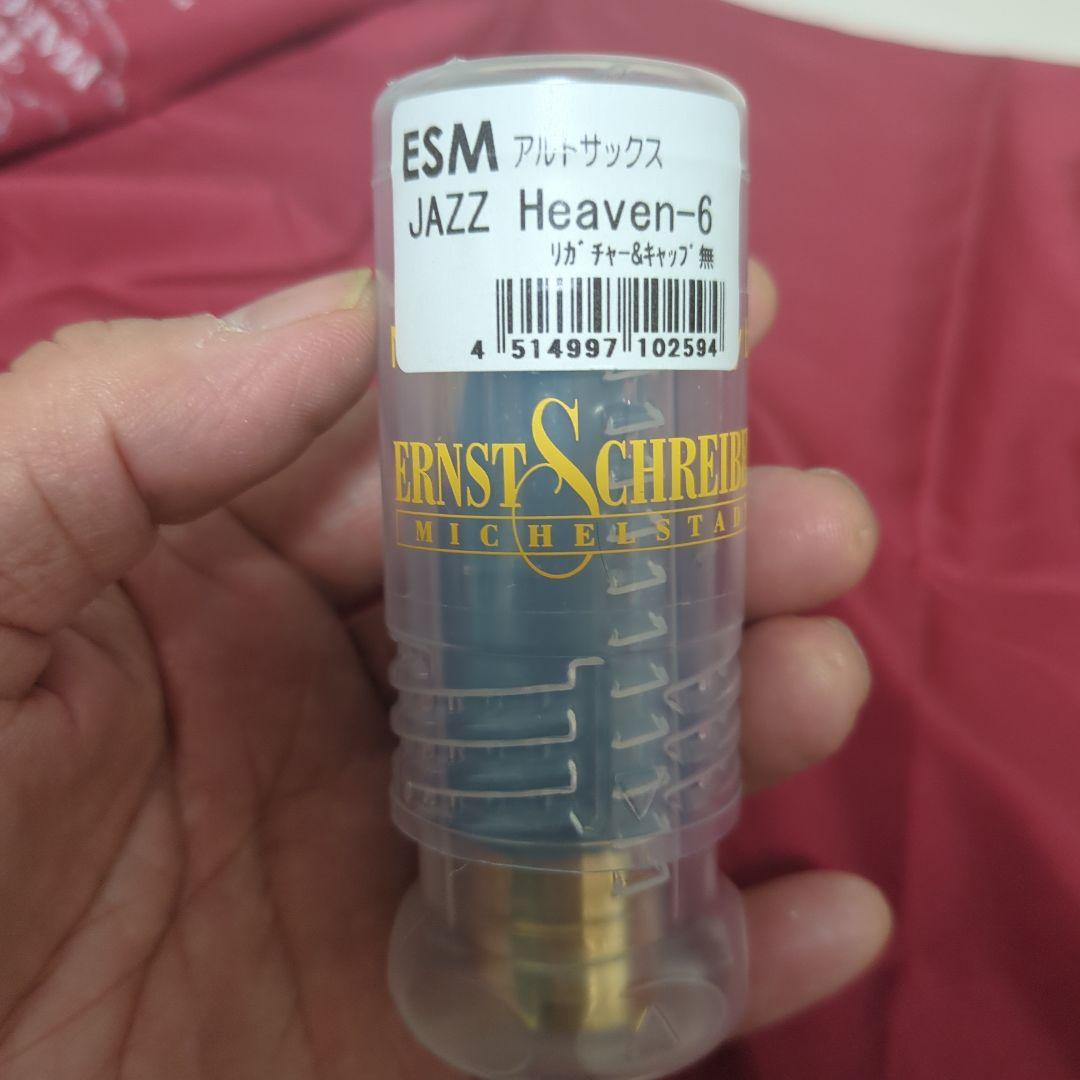 ESM アルトサックス
JAZZ Heaven-6
ﾘｶﾞﾁｬｰ&ｷｬｯﾌﾟ無
4 514997 102594
ERNST SCHREIBE
MICHELSTAD